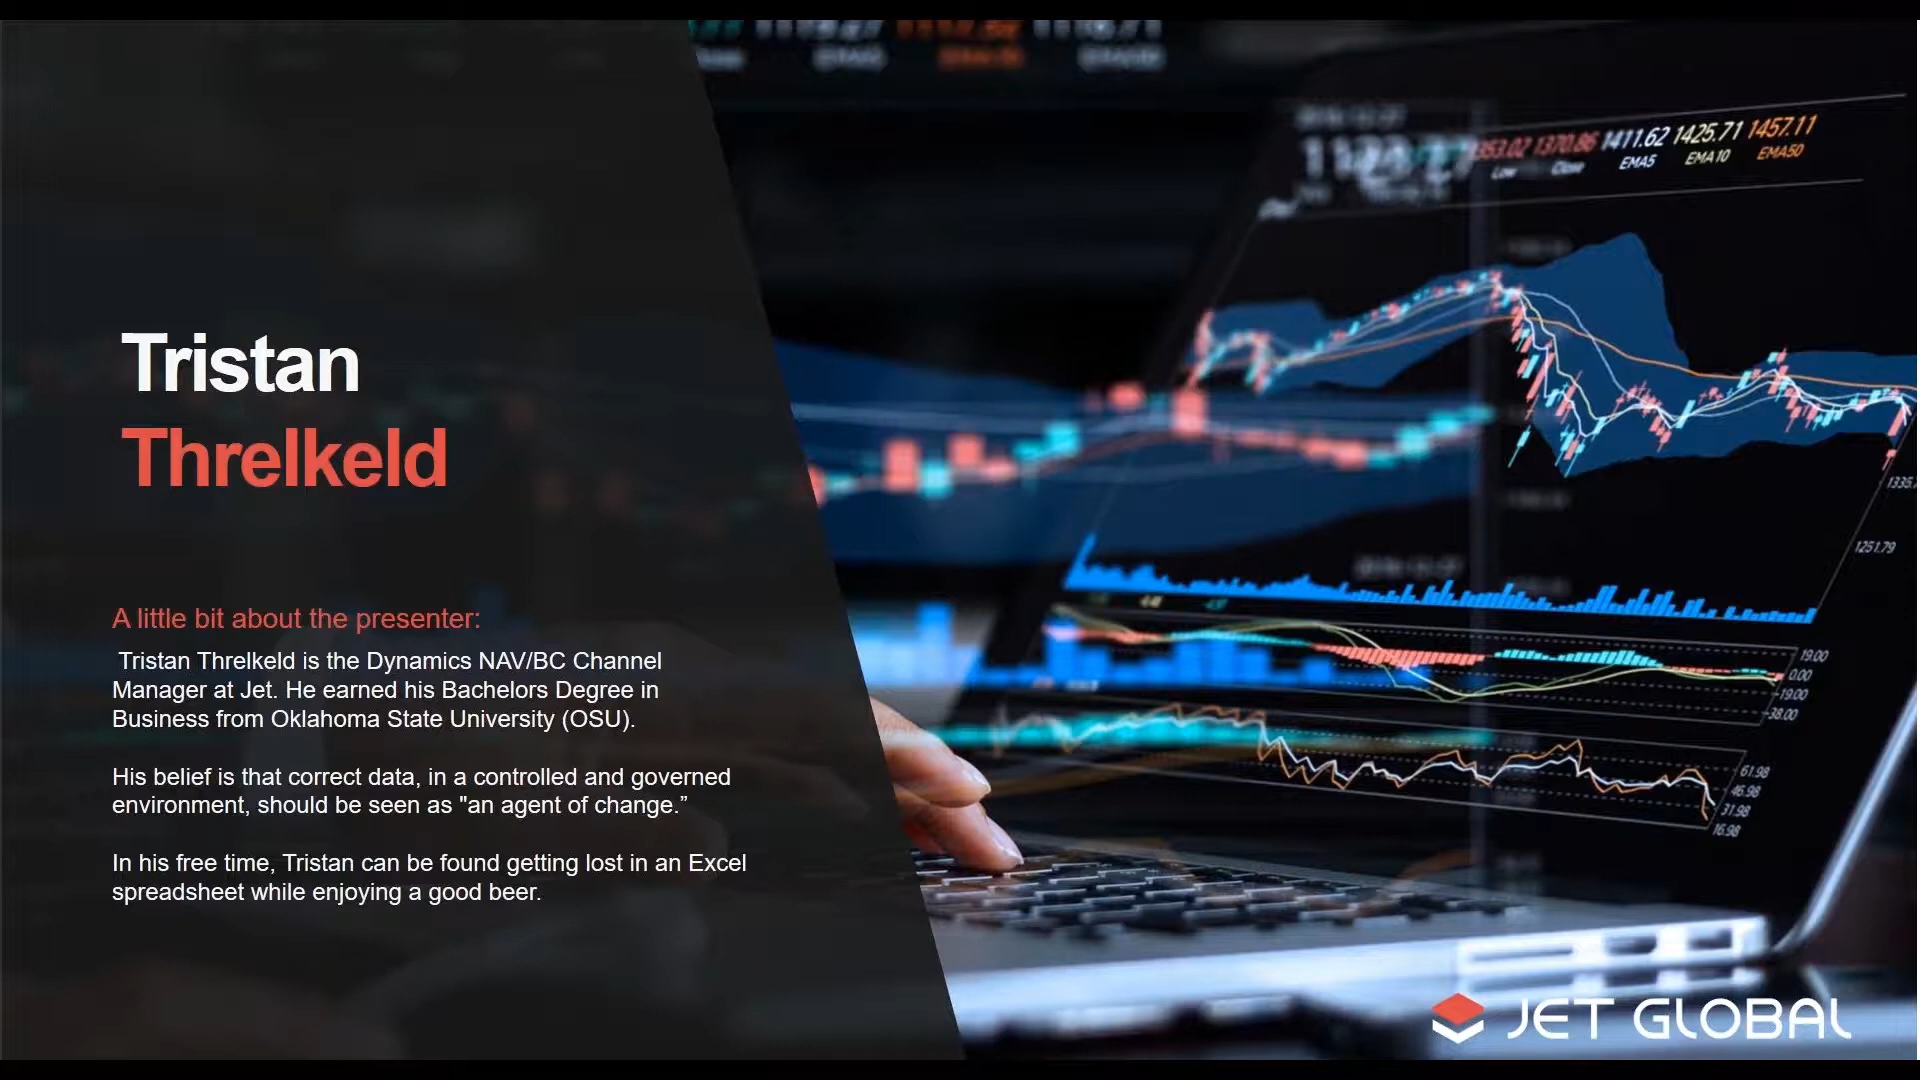 1411.62 1425.71 1457.11
EMA5 EMA10 EMA50
Tristan
Threlkeld
1251.79
A little bit about the presenter:
Tristan Threlkeld is the Dynamics NAV/BC Channel
Manager at Jet. He earned his Bachelors Degree in
Business from Oklahoma State University (OSU).
His belief is that correct data, in a controlled and governed
environment, should be seen as "an agent of change.”
In his free time, Tristan can be found getting lost in an Excel
spreadsheet while enjoying a good beer.
19.00
0.00
-19.00
-38.00
61.98
46.98
31.98
16.98
JET GLOBAL